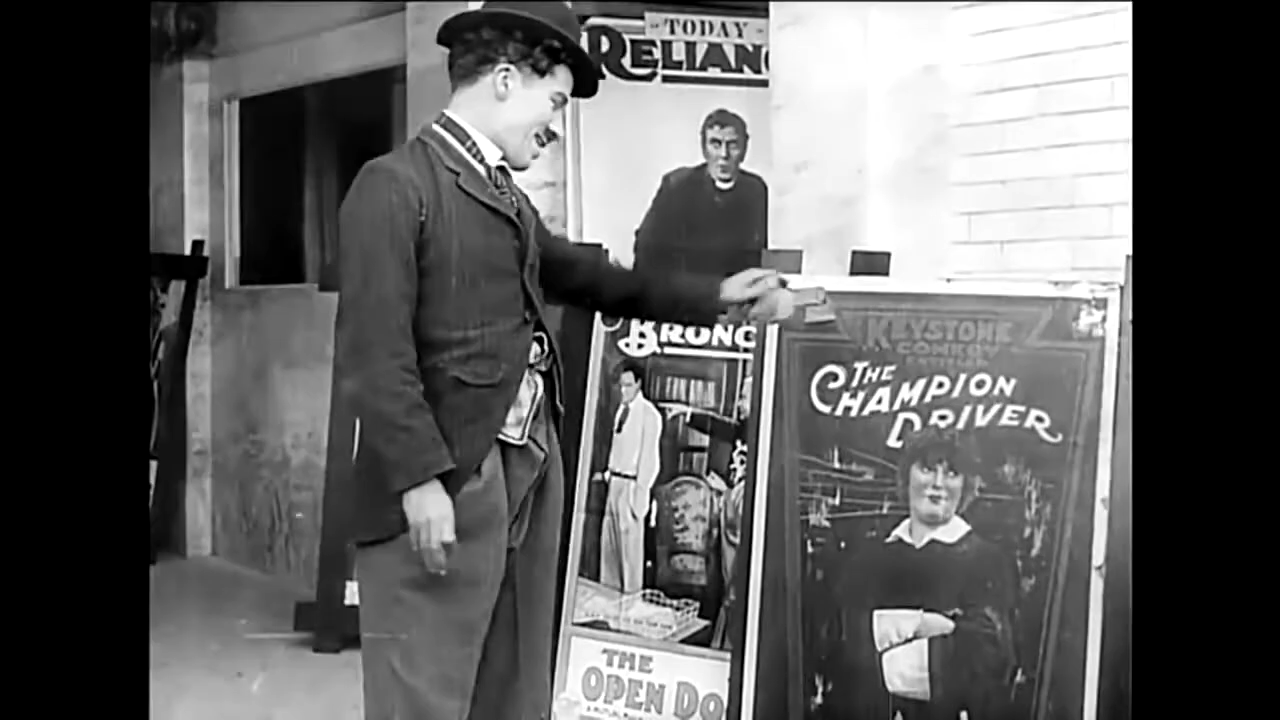 TODAY
RELIANC
BRONC
KEYSTONE
COMEDY
THE
CHAMPION
DRIVER
THE
OPEN DO